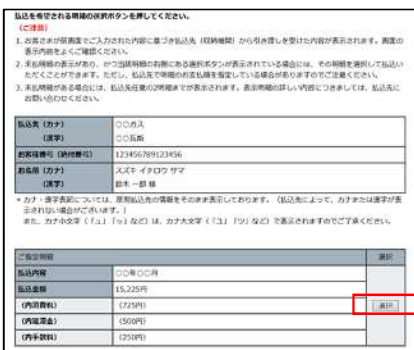 払込を希望される明細の選択ボタンを押してください。
(ご注意)
1. お客さまが前画面でご入力された内容に基づき払込先（収納機関）から引き渡しを受けた内容が表示されます。画面の
表示内容をよくご確認ください。
2. 未払明細の表示があり、かつ当該明細の右側にある選択ボタンが表示されている場合には、その明細を選択して払込い
ただくことができます。ただし、払込先で明細のお支払順を指定している場合がありますのでご注意ください。
3. 未払明細がある場合には、払込先任意の2明細までが表示されます。表示明細の詳しい内容につきましては、払込先に
お問い合わせください。
払込先（カナ） 〇〇ガス
（漢字） 〇〇瓦斯
お客様番号（納付番号） 123456789123456
お名前（カナ） スズキ イチロウ サマ
（漢字） 鈴木 一郎 様
* カナ・漢字表記については、原則払込先の情報をそのまま表示しております。（払込先によって、カナまたは漢字が表
示されない場合がございます。）
また、カナ小文字（「ュ」「ッ」など）は、カナ大文字（「ユ」「ツ」など）で表示されますのでご了承ください。
ご指定明細 選択
払込内容 〇〇年〇〇月
払込金額 15,225円
（内消費税） （725円） 選択
（内延滞金） （500円）
（内手数料） （250円）